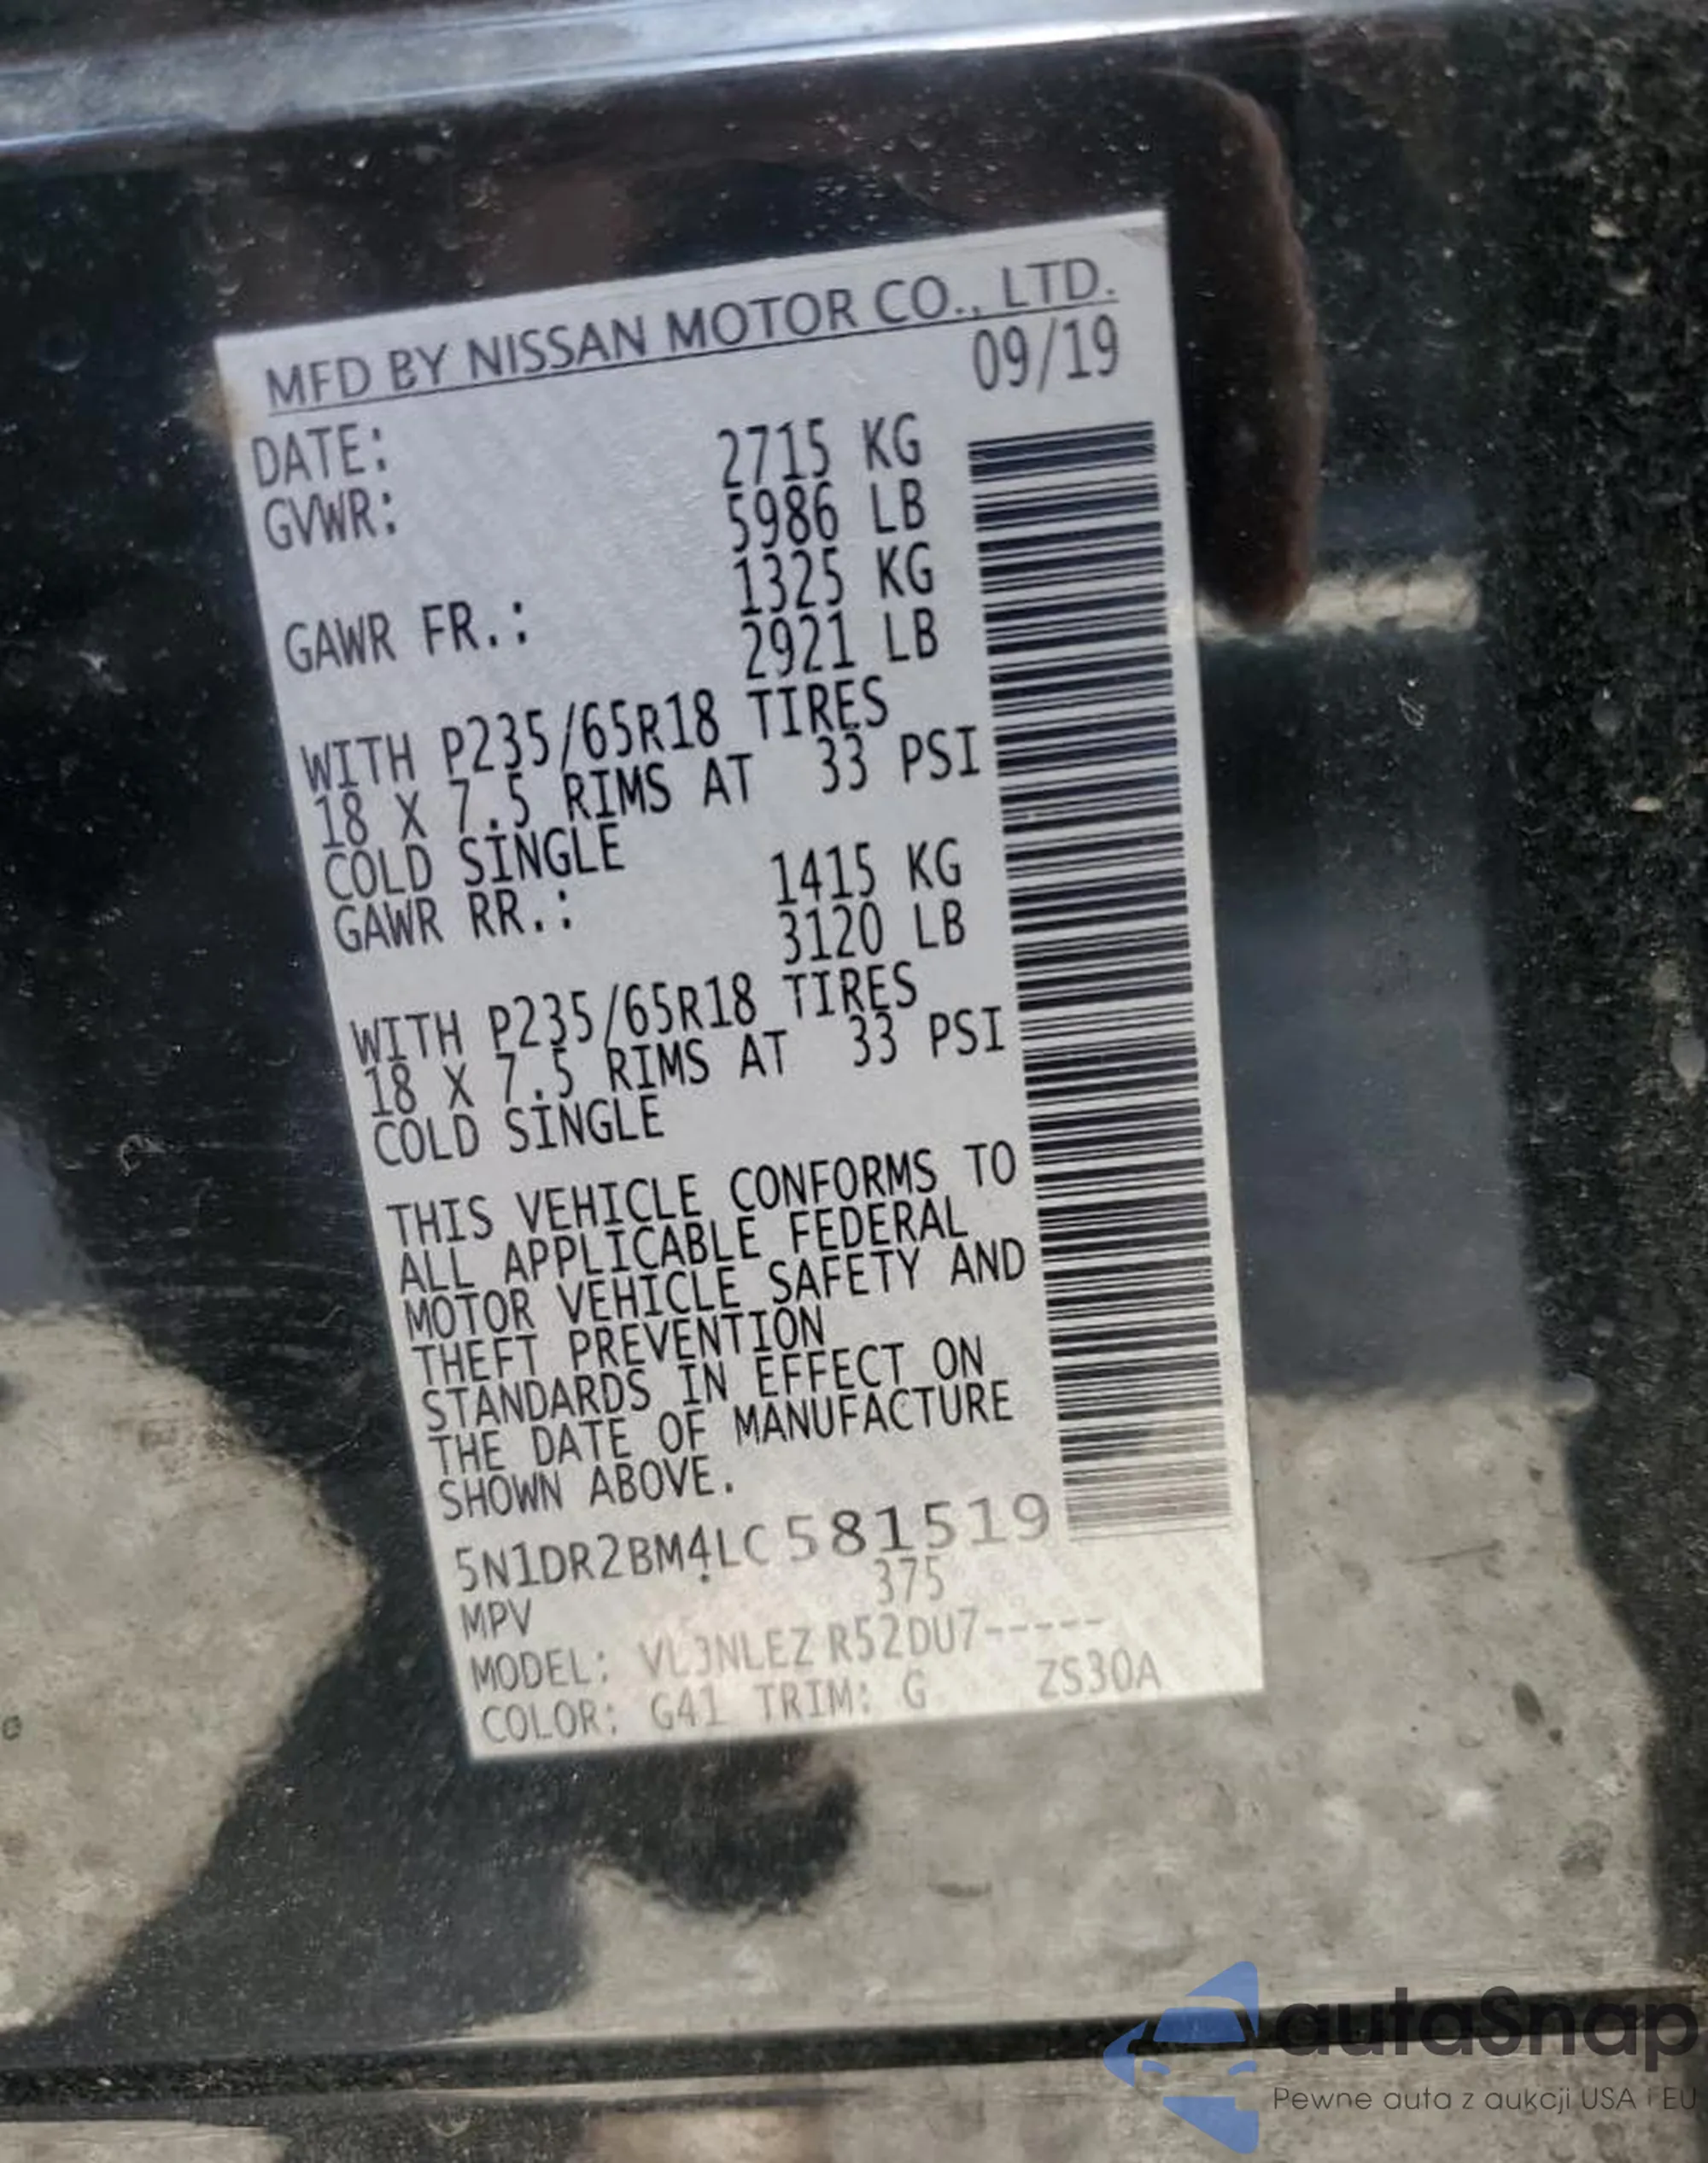 MFD BY NISSAN MOTOR CO., LTD.
DATE: 09/19
GVWR: 2715 KG
5986 LB
GAWR FR.: 1325 KG
2921 LB
WITH P235/65R18 TIRES
18 X 7.5 RIMS AT 33 PSI
COLD SINGLE
GAWR RR.: 1415 KG
3120 LB
WITH P235/65R18 TIRES
18 X 7.5 RIMS AT 33 PSI
COLD SINGLE
THIS VEHICLE CONFORMS TO
ALL APPLICABLE FEDERAL
MOTOR VEHICLE SAFETY AND
THEFT PREVENTION
STANDARDS IN EFFECT ON
THE DATE OF MANUFACTURE
SHOWN ABOVE.
5N1DR2BM4LC581519
MPV 375
MODEL: R52DU7-----
COLOR: G41 TRIM: G ZS30A
autaSnap
Pewne auta z aukcji USA i EU